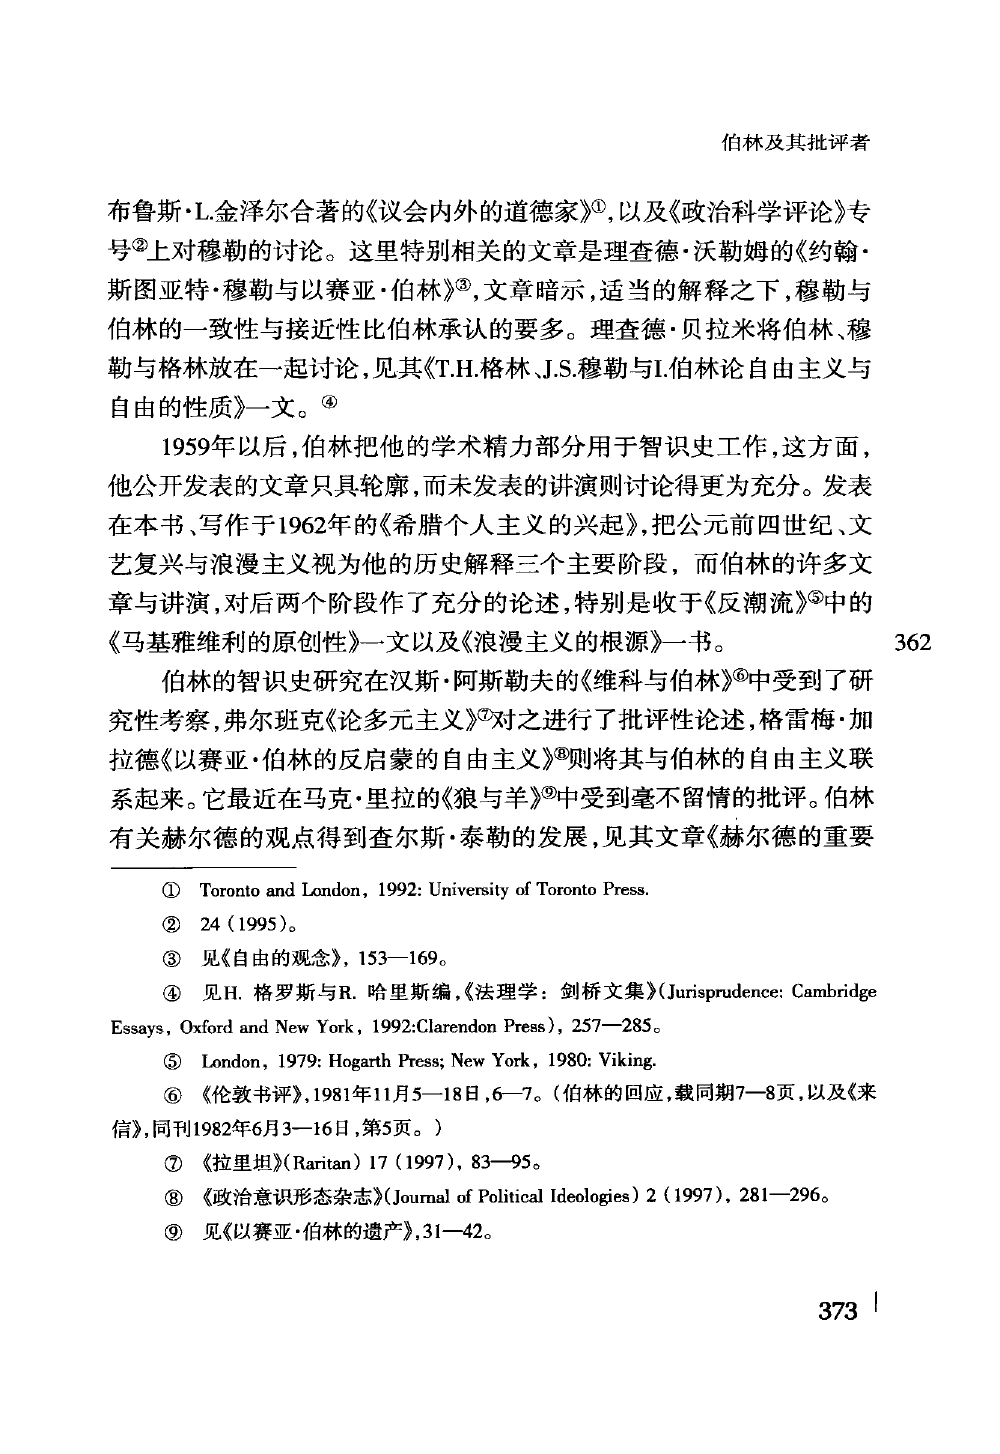 伯林及其批评者
布鲁斯·L.金泽尔合著的《议会内外的道德家》①,以及《政治科学评论》专
号②上对穆勒的讨论。这里特别相关的文章是理查德·沃勒姆的《约翰·
斯图亚特·穆勒与以赛亚·伯林》③,文章暗示,适当的解释之下,穆勒与
伯林的一致性与接近性比伯林承认的要多。理查德·贝拉米将伯林、穆
勒与格林放在一起讨论,见其《T.H.格林、J.S.穆勒与I.伯林论自由主义与
自由的性质》一文。④
1959年以后,伯林把他的学术精力部分用于智识史工作,这方面,
他公开发表的文章只具轮廓,而未发表的讲演则讨论得更为充分。发表
在本书、写作于1962年的《希腊个人主义的兴起》,把公元前四世纪、文
艺复兴与浪漫主义视为他的历史解释三个主要阶段,而伯林的许多文
章与讲演,对后两个阶段作了充分的论述,特别是收于《反潮流》⑤中的
《马基雅维利的原创性》一文以及《浪漫主义的根源》一书。 362
伯林的智识史研究在汉斯·阿斯勒夫的《维科与伯林》⑥中受到了研
究性考察,弗尔班克《论多元主义》⑦对之进行了批评性论述,格雷梅·加
拉德《以赛亚·伯林的反启蒙的自由主义》⑧则将其与伯林的自由主义联
系起来。它最近在马克·里拉的《狼与羊》⑨中受到毫不留情的批评。伯林
有关赫尔德的观点得到查尔斯·泰勒的发展,见其文章《赫尔德的重要
① Toronto and London, 1992: University of Toronto Press.
② 24 (1995)。
③ 见《自由的观念》, 153—169。
④ 见H. 格罗斯与R. 哈里斯编,《法理学: 剑桥文集》(Jurisprudence: Cambridge
Essays, Oxford and New York, 1992:Clarendon Press), 257—285。
⑤ London, 1979: Hogarth Press; New York, 1980: Viking.
⑥ 《伦敦书评》,1981年11月5—18日,6—7。(伯林的回应,载同期7—8页,以及《来
信》,同刊1982年6月3—16日,第5页。)
⑦ 《拉里坦》(Raritan) 17 (1997), 83—95。
⑧ 《政治意识形态杂志》(Journal of Political Ideologies) 2 (1997), 281—296。
⑨ 见《以赛亚·伯林的遗产》,31—42。
373